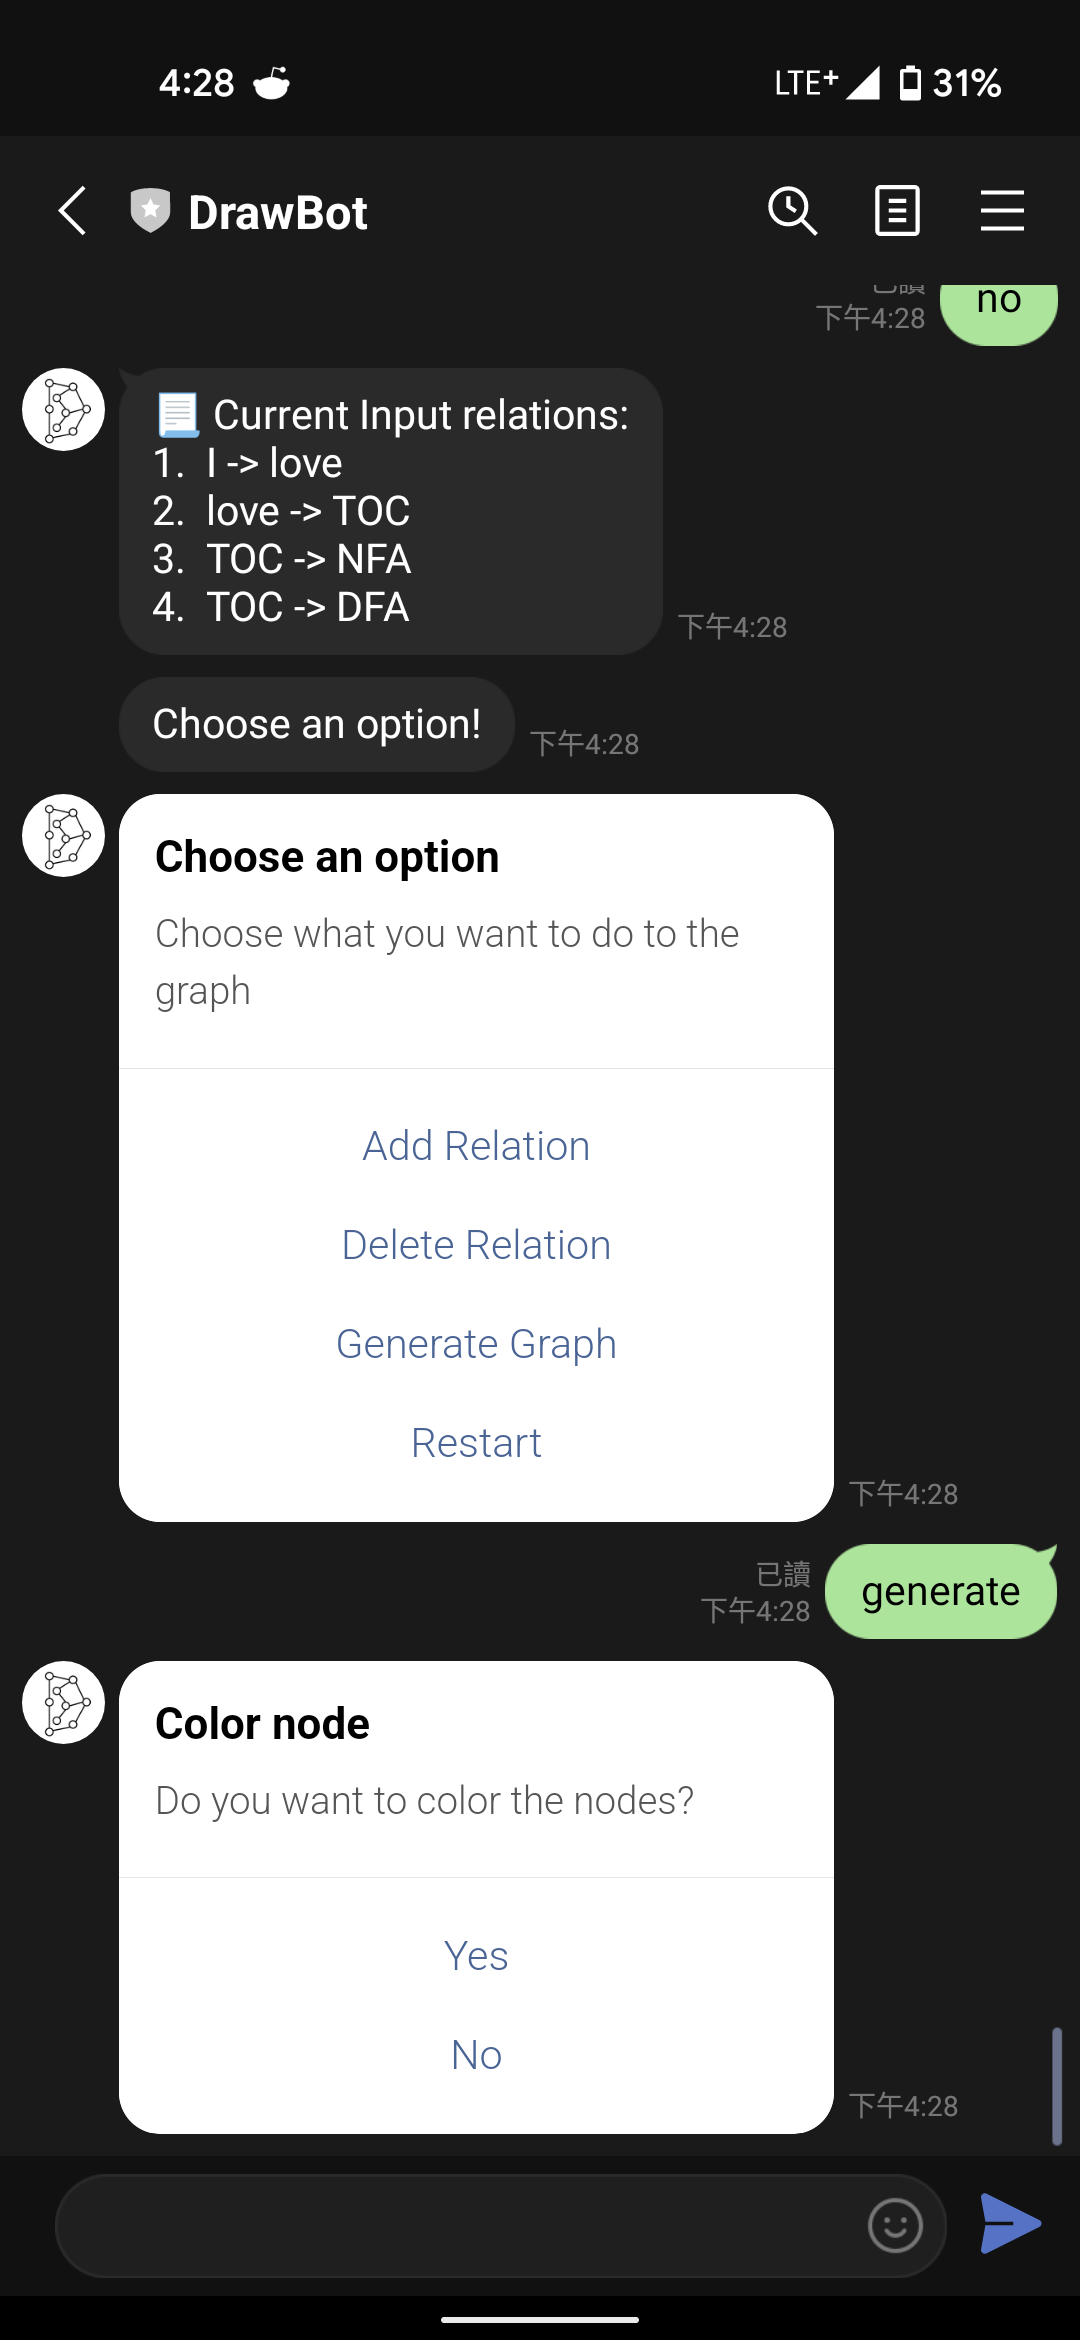 4:28
LTE+
31%
DrawBot
已讀
下午4:28
no
Current Input relations:
1. I -> love
2. love -> TOC
3. TOC -> NFA
4. TOC -> DFA
下午4:28
Choose an option!
下午4:28
Choose an option
Choose what you want to do to the
graph
Add Relation
Delete Relation
Generate Graph
Restart
下午4:28
已讀
下午4:28
generate
Color node
Do you want to color the nodes?
Yes
No
下午4:28